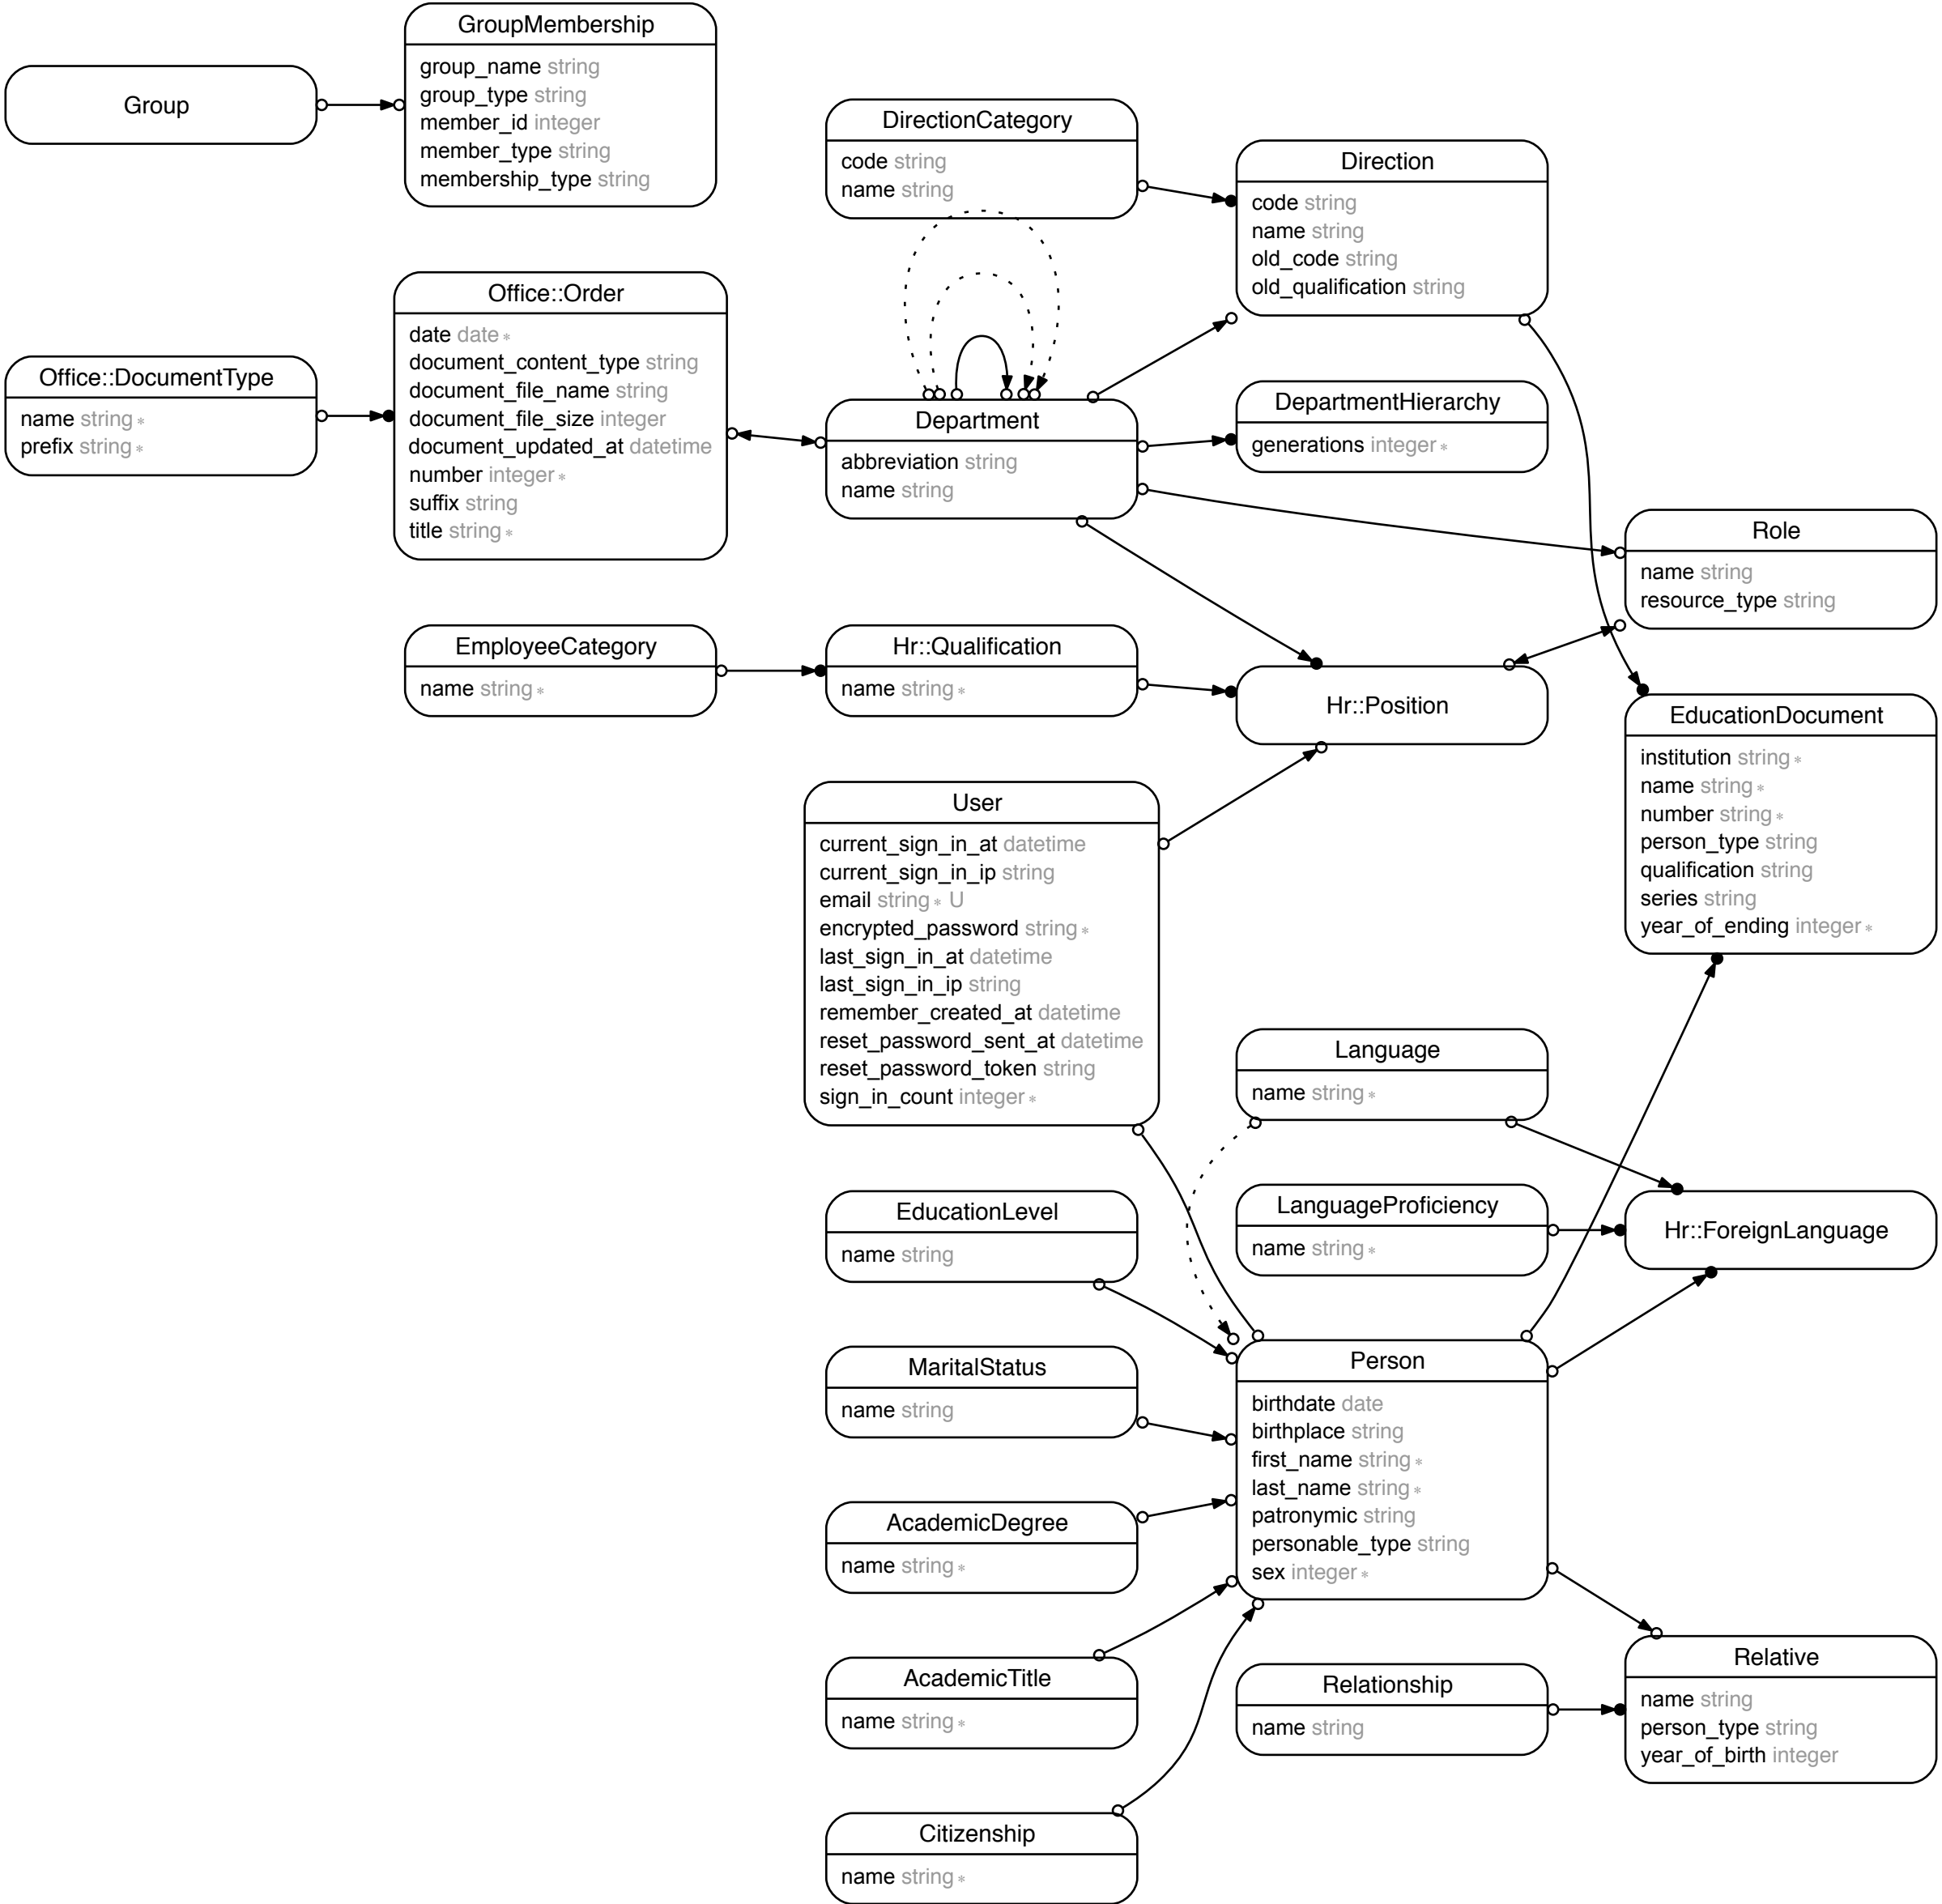 GroupMembership
group_name string
group_type string
member_id integer
member_type string
membership_type string
Group
DirectionCategory
code string
name string
Direction
code string
name string
old_code string
old_qualification string
Office::Order
date date *
document_content_type string
document_file_name string
document_file_size integer
document_updated_at datetime
number integer *
suffix string
title string *
Office::DocumentType
name string *
prefix string *
Department
abbreviation string
name string
DepartmentHierarchy
generations integer *
Role
name string
resource_type string
EmployeeCategory
name string *
Hr::Qualification
name string *
Hr::Position
EducationDocument
institution string *
name string *
number string *
person_type string
qualification string
series string
year_of_ending integer *
User
current_sign_in_at datetime
current_sign_in_ip string
email string * U
encrypted_password string *
last_sign_in_at datetime
last_sign_in_ip string
remember_created_at datetime
reset_password_sent_at datetime
reset_password_token string
sign_in_count integer *
Language
name string *
EducationLevel
name string
LanguageProficiency
name string *
Hr::ForeignLanguage
MaritalStatus
name string
Person
birthdate date
birthplace string
first_name string *
last_name string *
patronymic string
personable_type string
sex integer *
AcademicDegree
name string *
AcademicTitle
name string *
Relationship
name string
Relative
name string
person_type string
year_of_birth integer
Citizenship
name string *